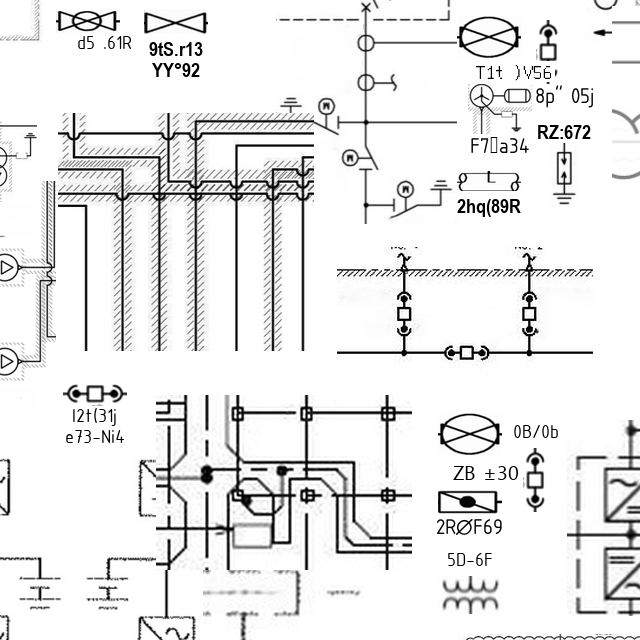 d5 .61R
9tS.r13
YY°92
M
T1t )V56
8p" 05j
F7▯a34
RZ:672
M
M
2hq(89R
I2t(31j
e73-Ni4
0B/0b
ZB ±30
2RØF69
5D-6F